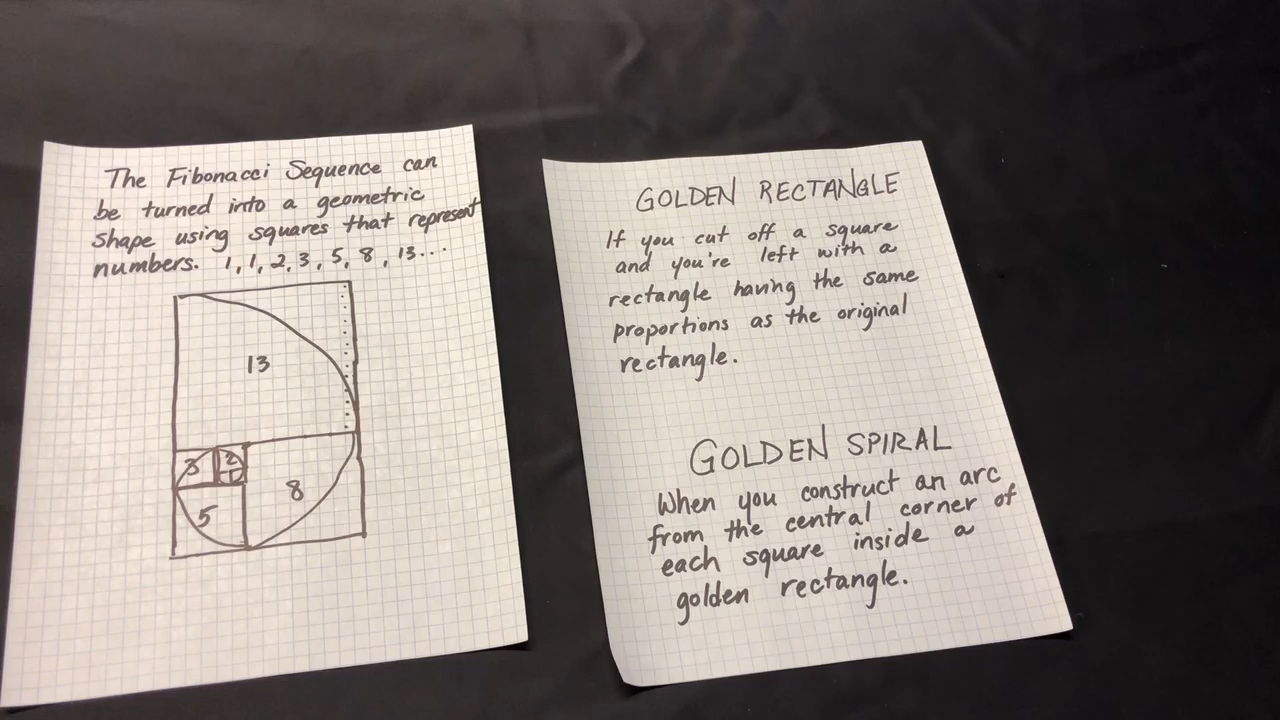 The Fibonacci Sequence can
be turned into a geometric
shape using squares that represent
numbers. 1, 1, 2, 3, 5, 8, 13...
13
3
2
1
8
5
GOLDEN RECTANGLE
If you cut off a square
and you're left with a
rectangle having the same
proportions as the original
rectangle.
GOLDEN SPIRAL
When you construct an arc
from the central corner of
each square inside a
golden rectangle.